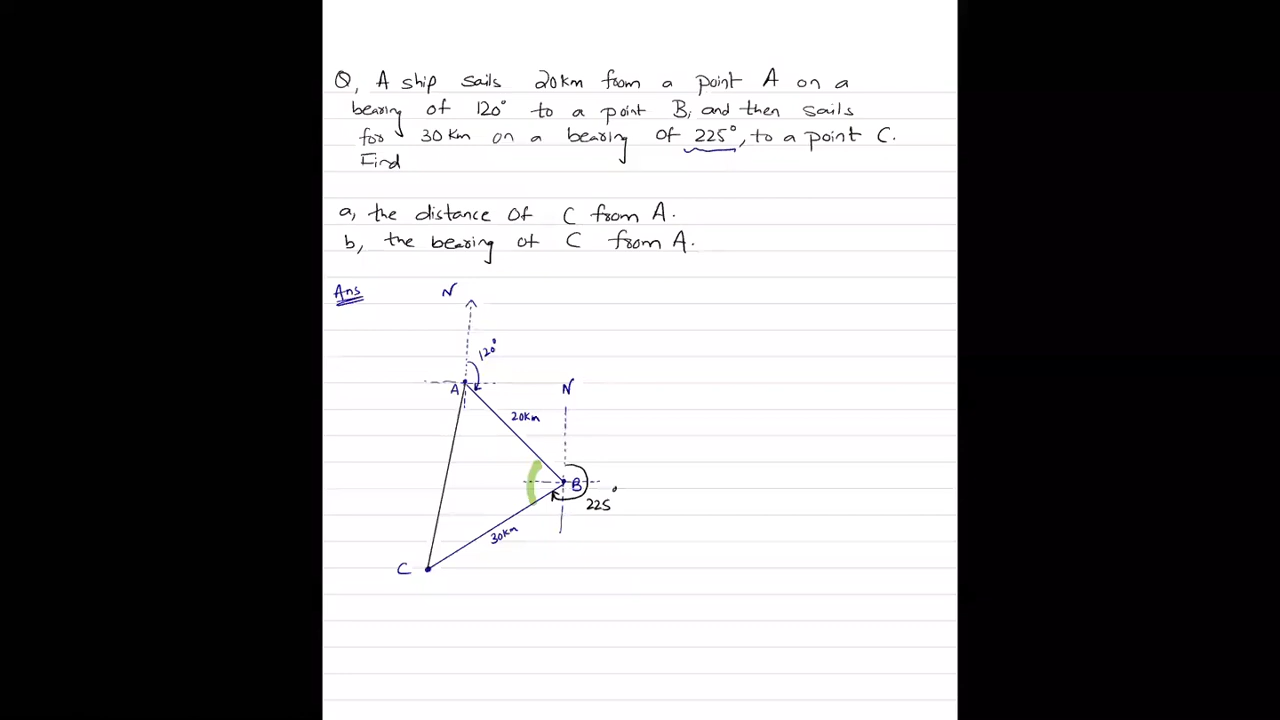 Q, A ship sails 20km from a point A on a
bearing of 120° to a point B, and then sails
for 30 Km on a bearing of 225°, to a point C.
Find
a, the distance of C from A.
b, the bearing of C from A.
Ans
N
120°
A
N
20km
B
225°
30km
C